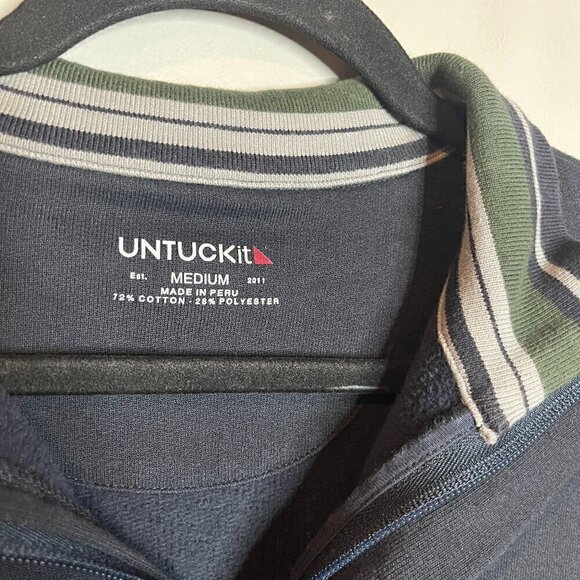 UNTUCKit
Est. MEDIUM 2011
MADE IN PERU
72% COTTON - 28% POLYESTER